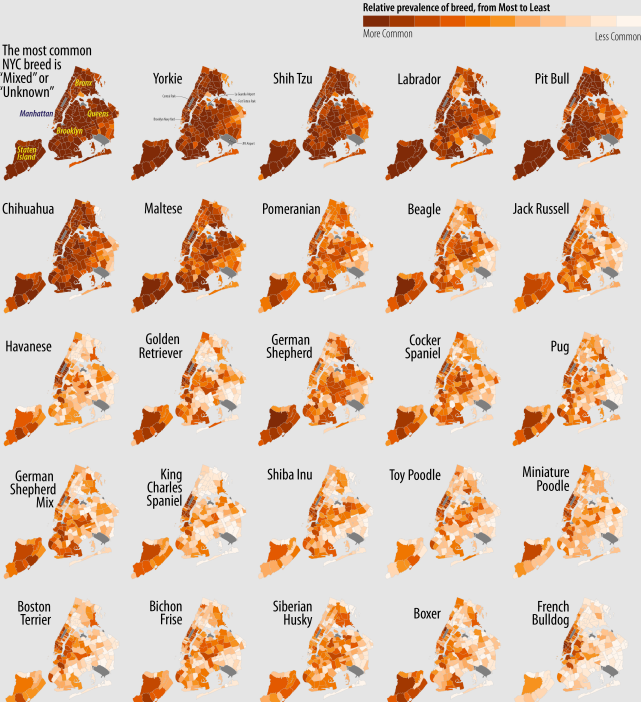 Relative prevalence of breed, from Most to Least
More Common
Less Common
The most common
NYC breed is
"Mixed" or
"Unknown"
Bronx
Manhattan
Queens
Brooklyn
Staten
Island
Yorkie
Shih Tzu
Labrador
Pit Bull
Chihuahua
Maltese
Pomeranian
Beagle
Jack Russell
Havanese
Golden
Retriever
German
Shepherd
Cocker
Spaniel
Pug
German
Shepherd
Mix
King
Charles
Spaniel
Shiba Inu
Toy Poodle
Miniature
Poodle
Boston
Terrier
Bichon
Frise
Siberian
Husky
Boxer
French
Bulldog